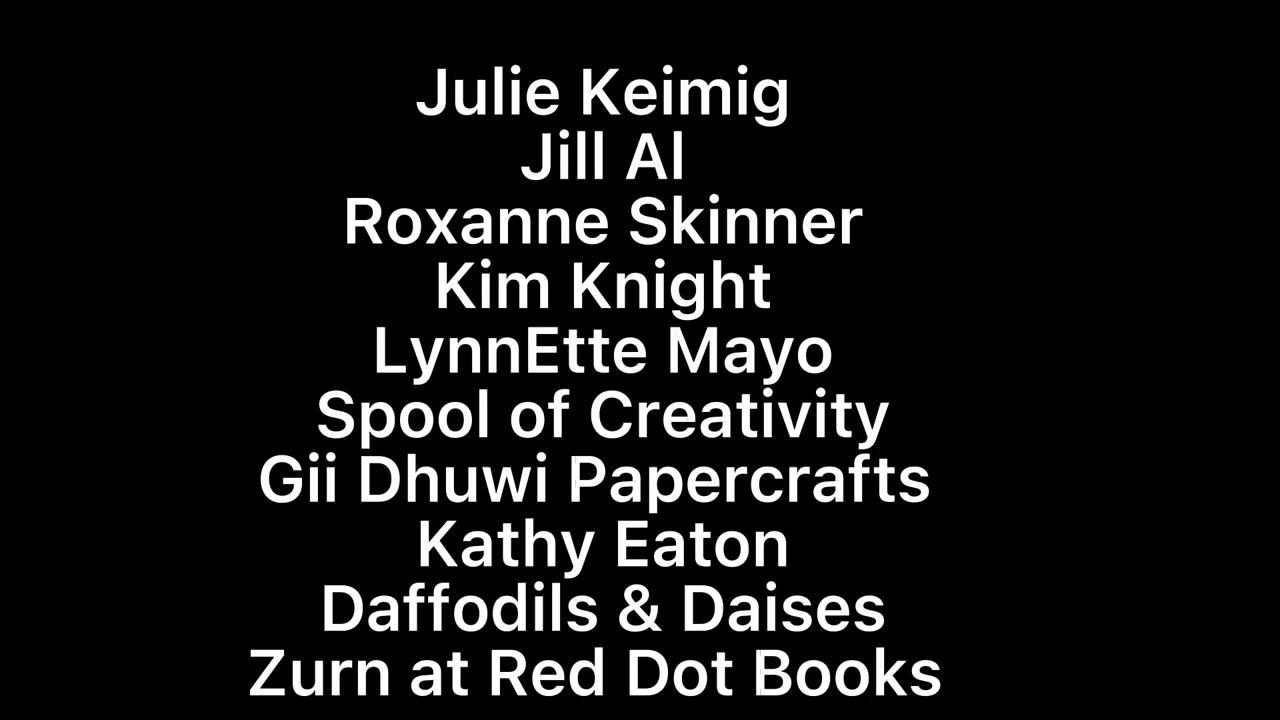 Julie Keimig
Jill Al
Roxanne Skinner
Kim Knight
LynnEtte Mayo
Spool of Creativity
Gii Dhuwi Papercrafts
Kathy Eaton
Daffodils & Daises
Zurn at Red Dot Books